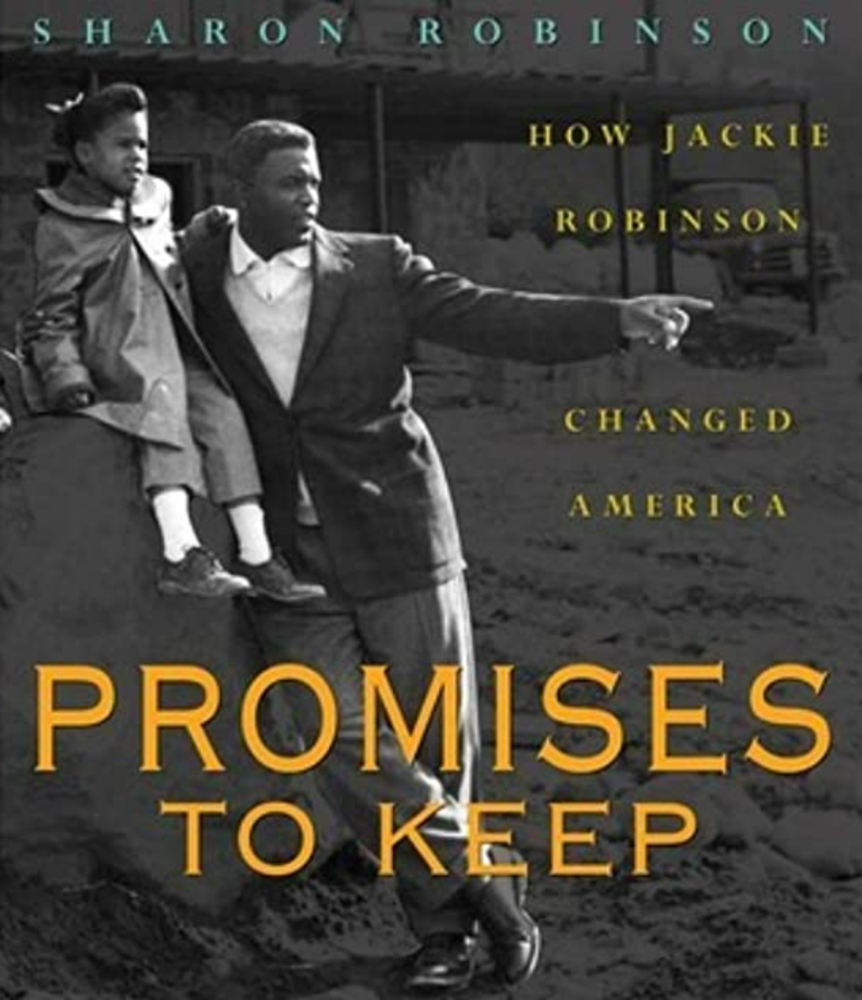 SHARON ROBINSON
HOW JACKIE
ROBINSON
CHANGED
AMERICA
PROMISES
TO KEEP